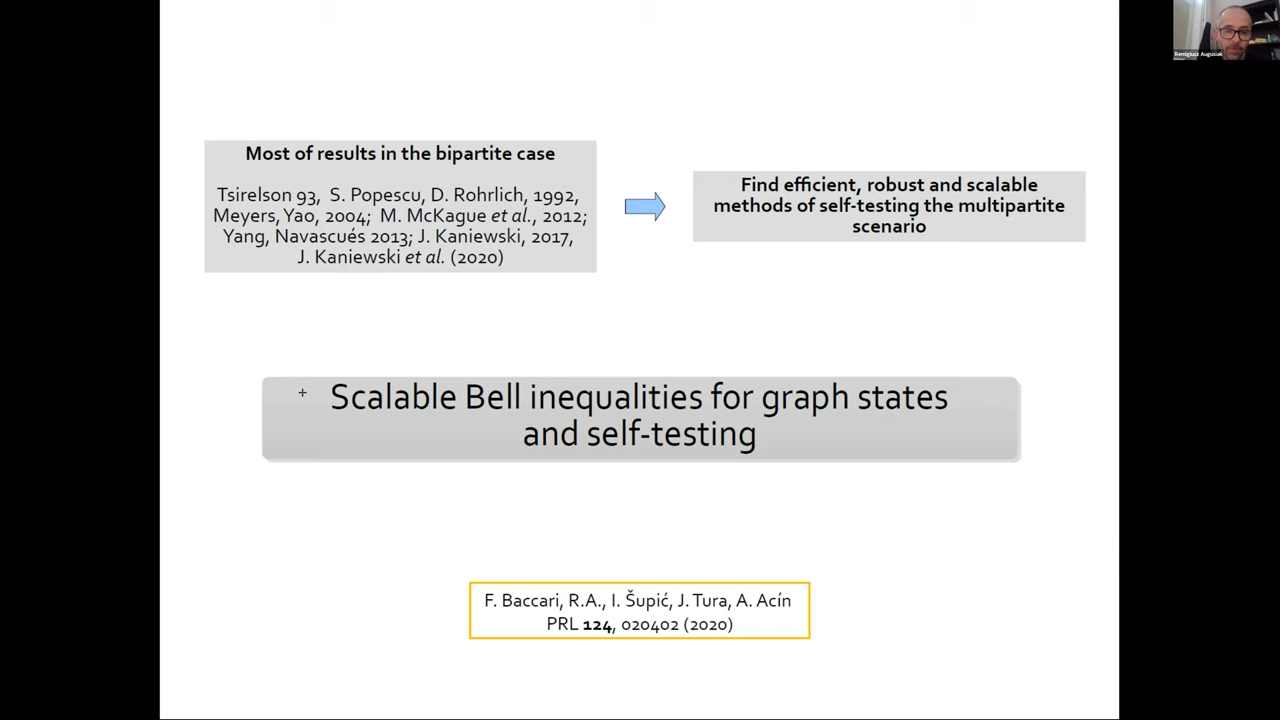 Most of results in the bipartite case
Tsirelson 93, S. Popescu, D. Rohrlich, 1992,
Meyers, Yao, 2004; M. McKague et al., 2012;
Yang, Navascués 2013; J. Kaniewski, 2017,
J. Kaniewski et al. (2020)
Find efficient, robust and scalable
methods of self-testing the multipartite
scenario
Scalable Bell inequalities for graph states
and self-testing
F. Baccari, R.A., I. Šupić, J. Tura, A. Acín
PRL 124, 020402 (2020)
Remigiusz Augusiak